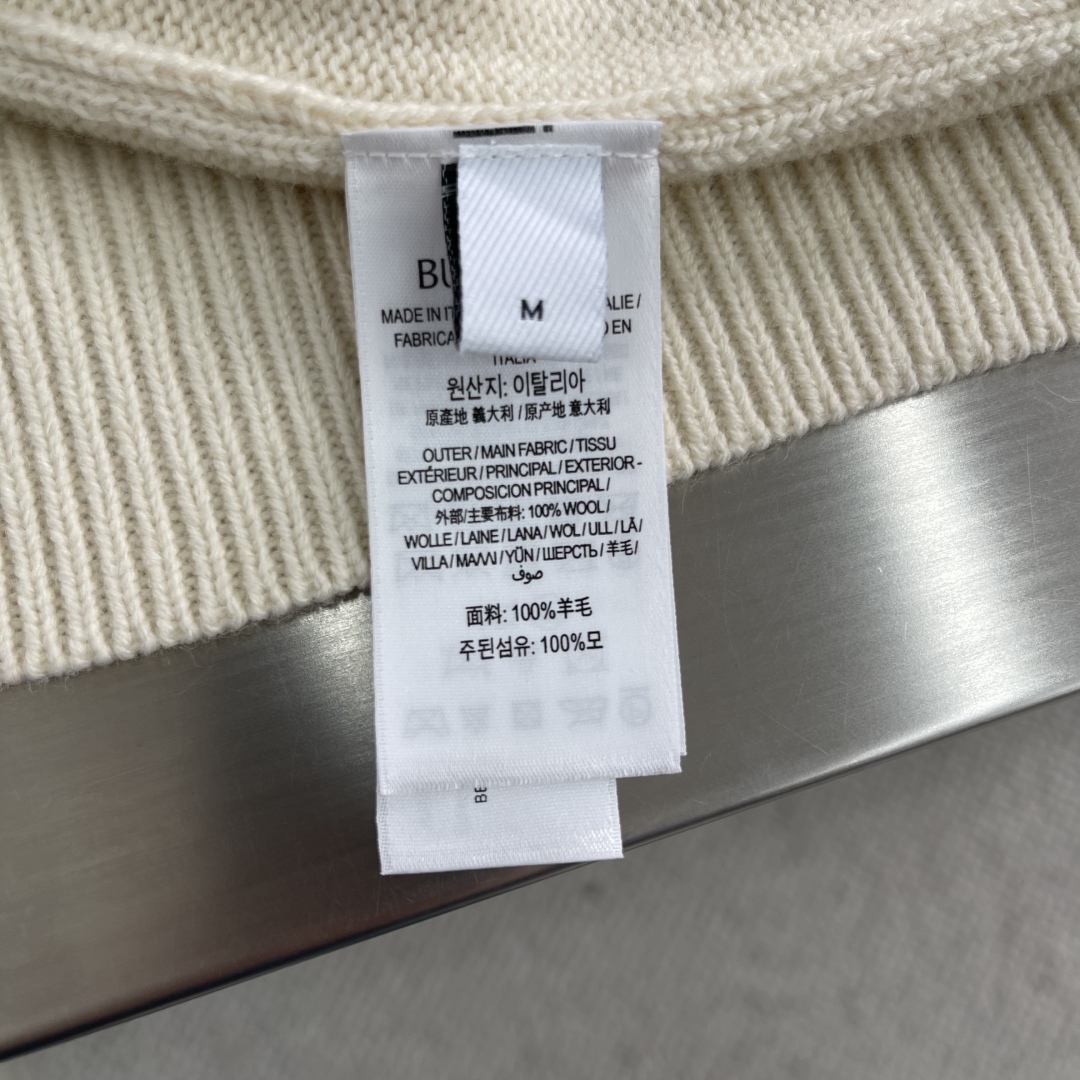 M
BU
MADE IN IT ALIE /
FABRICA O EN
ITALIA
원산지: 이탈리아
原產地 義大利 / 原产地 意大利
OUTER / MAIN FABRIC / TISSU
EXTÉRIEUR / PRINCIPAL / EXTERIOR -
COMPOSICION PRINCIPAL /
外部/主要布料: 100% WOOL /
WOLLE / LAINE / LANA / WOL / ULL / LÃ /
VILLA / ΜΑΛΛΙ / YÜN / ШЕРСТЬ / 羊毛 /
صوف
面料: 100%羊毛
주된섬유: 100%모
BE